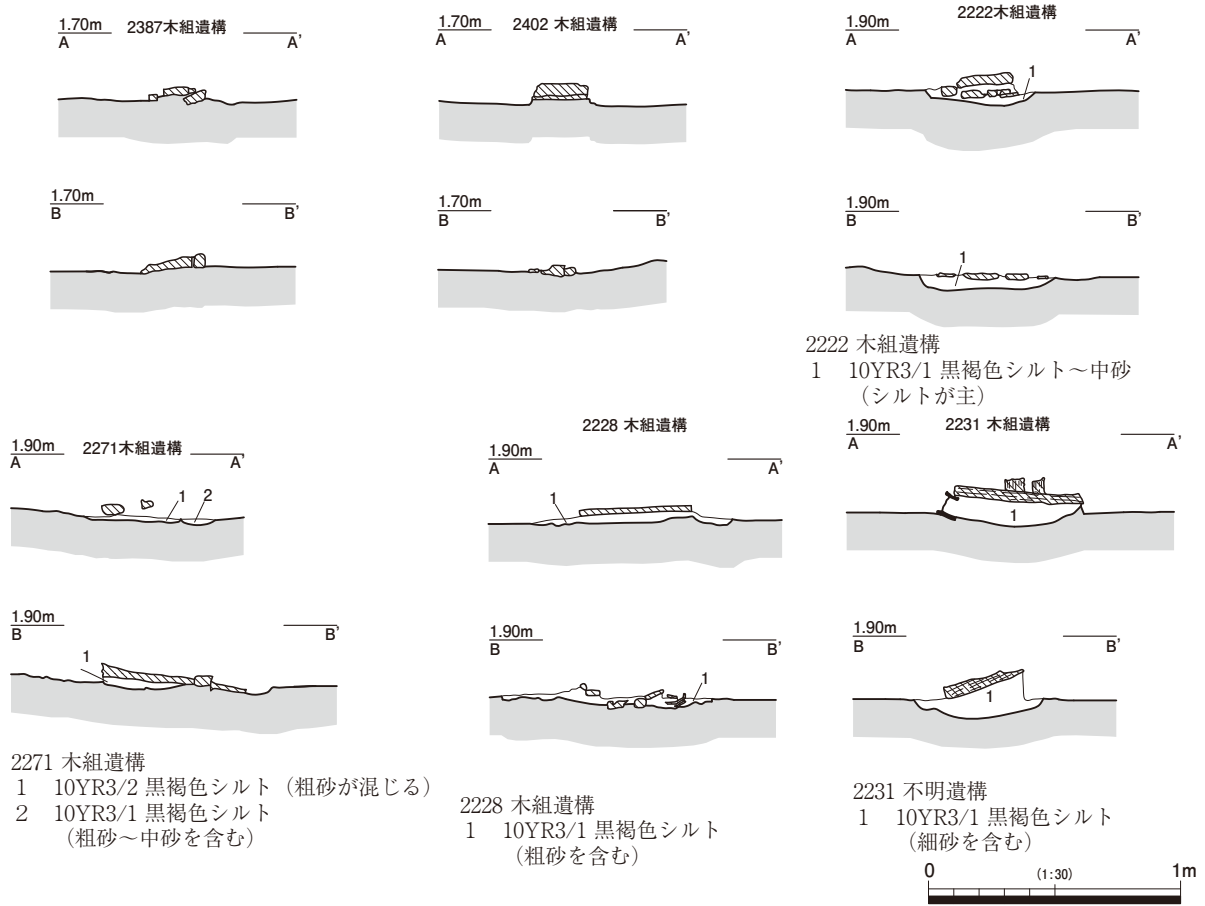 2387木組遺構
1.70m
A A'
1.70m
B B'
2402 木組遺構
1.70m
A A'
1.70m
B B'
2222木組遺構
1.90m
A A'
1
1.90m
B B'
1
2222 木組遺構
1 10YR3/1 黒褐色シルト～中砂
(シルトが主)
2271木組遺構
1.90m
A A'
1 2
1.90m
B B'
1
2271 木組遺構
1 10YR3/2 黒褐色シルト（粗砂が混じる）
2 10YR3/1 黒褐色シルト
（粗砂～中砂を含む）
2228 木組遺構
1.90m
A A'
1
1.90m
B B'
1
2228 木組遺構
1 10YR3/1 黒褐色シルト
（粗砂を含む）
2231 木組遺構
1.90m
A A'
1
1.90m
B B'
1
2231 不明遺構
1 10YR3/1 黒褐色シルト
（細砂を含む）
0 (1:30) 1m